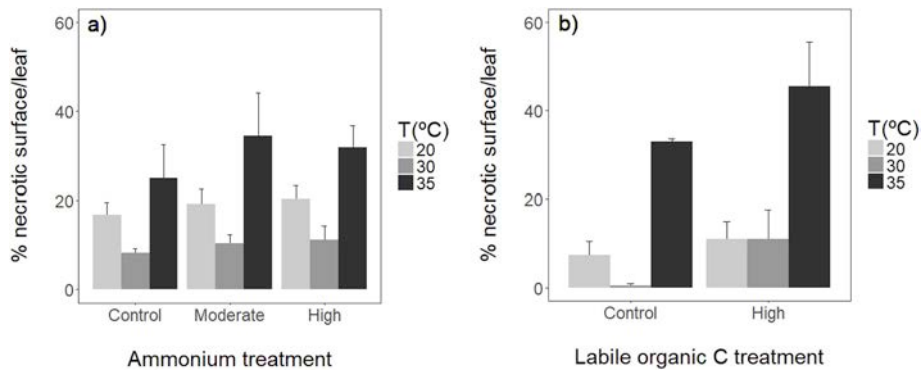 a)
% necrotic surface/leaf
60
40
20
0
Control Moderate High
Ammonium treatment
T(ºC)
20
30
35
b)
% necrotic surface/leaf
60
40
20
0
Control High
Labile organic C treatment
T(ºC)
20
30
35